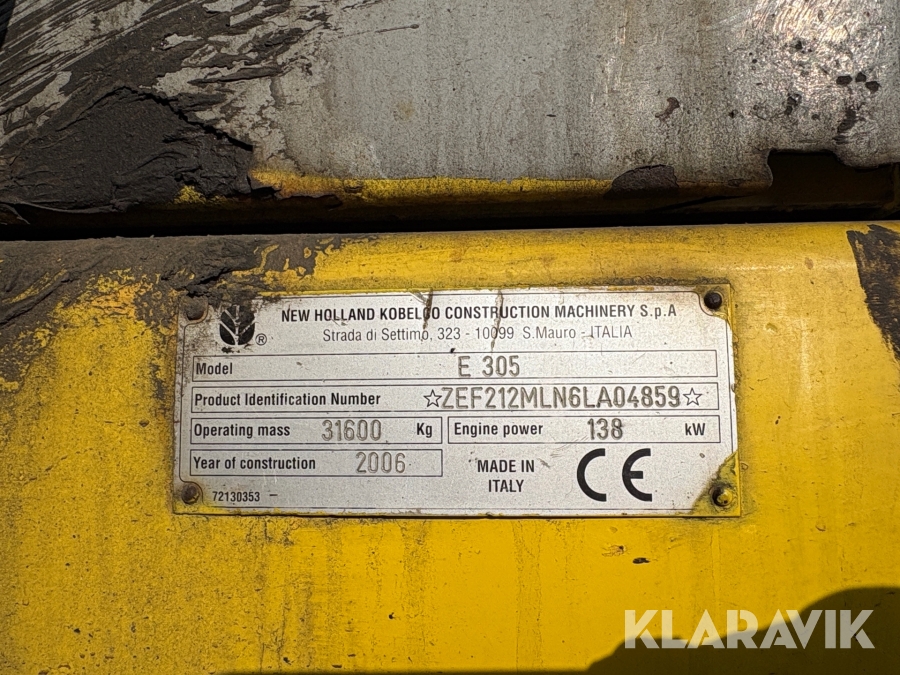 NEW HOLLAND KOBELCO CONSTRUCTION MACHINERY S.p.A
Strada di Settimo, 323 - 10099 S.Mauro - ITALIA
®
Model E 305
Product Identification Number ☆ZEF212MLN6LA04859☆
Operating mass 31600 Kg Engine power 138 kW
Year of construction 2006
MADE IN
ITALY
CE
72130353 -
KLARAVIK